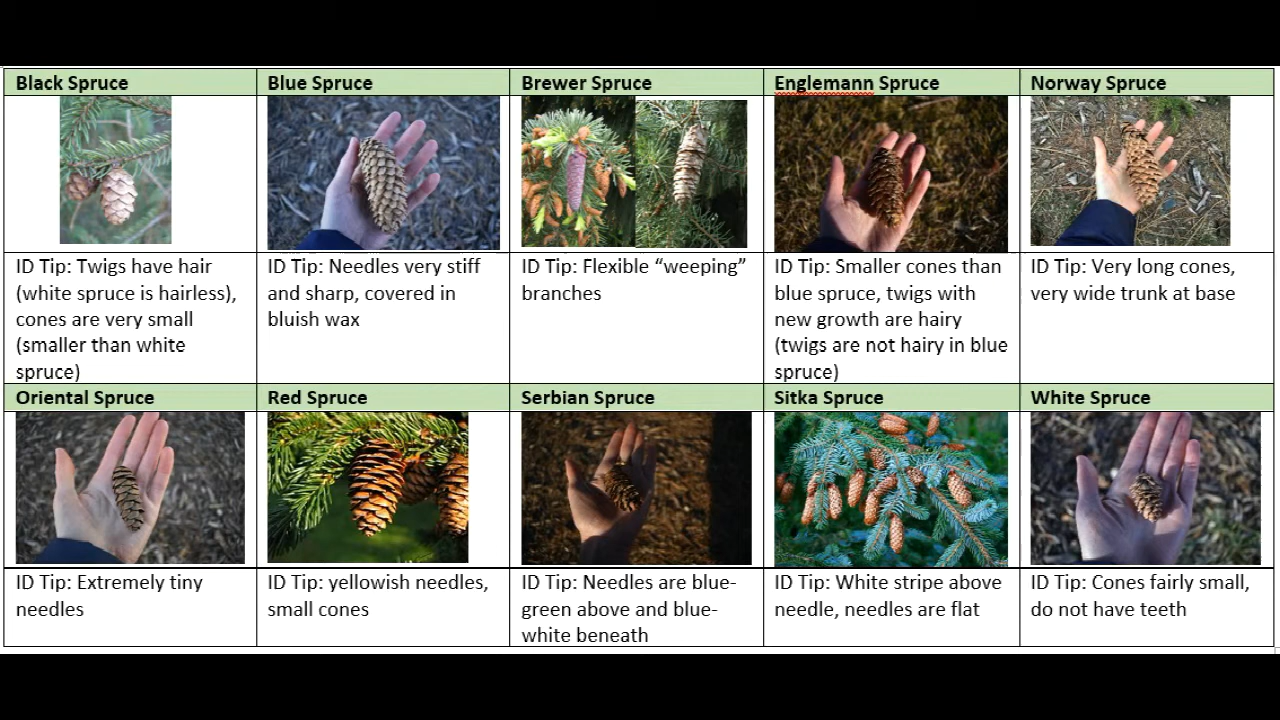 Black Spruce
Blue Spruce
Brewer Spruce
Englemann Spruce
Norway Spruce
ID Tip: Twigs have hair
(white spruce is hairless),
cones are very small
(smaller than white
spruce)
ID Tip: Needles very stiff
and sharp, covered in
bluish wax
ID Tip: Flexible “weeping”
branches
ID Tip: Smaller cones than
blue spruce, twigs with
new growth are hairy
(twigs are not hairy in blue
spruce)
ID Tip: Very long cones,
very wide trunk at base
Oriental Spruce
Red Spruce
Serbian Spruce
Sitka Spruce
White Spruce
ID Tip: Extremely tiny
needles
ID Tip: yellowish needles,
small cones
ID Tip: Needles are blue-
green above and blue-
white beneath
ID Tip: White stripe above
needle, needles are flat
ID Tip: Cones fairly small,
do not have teeth